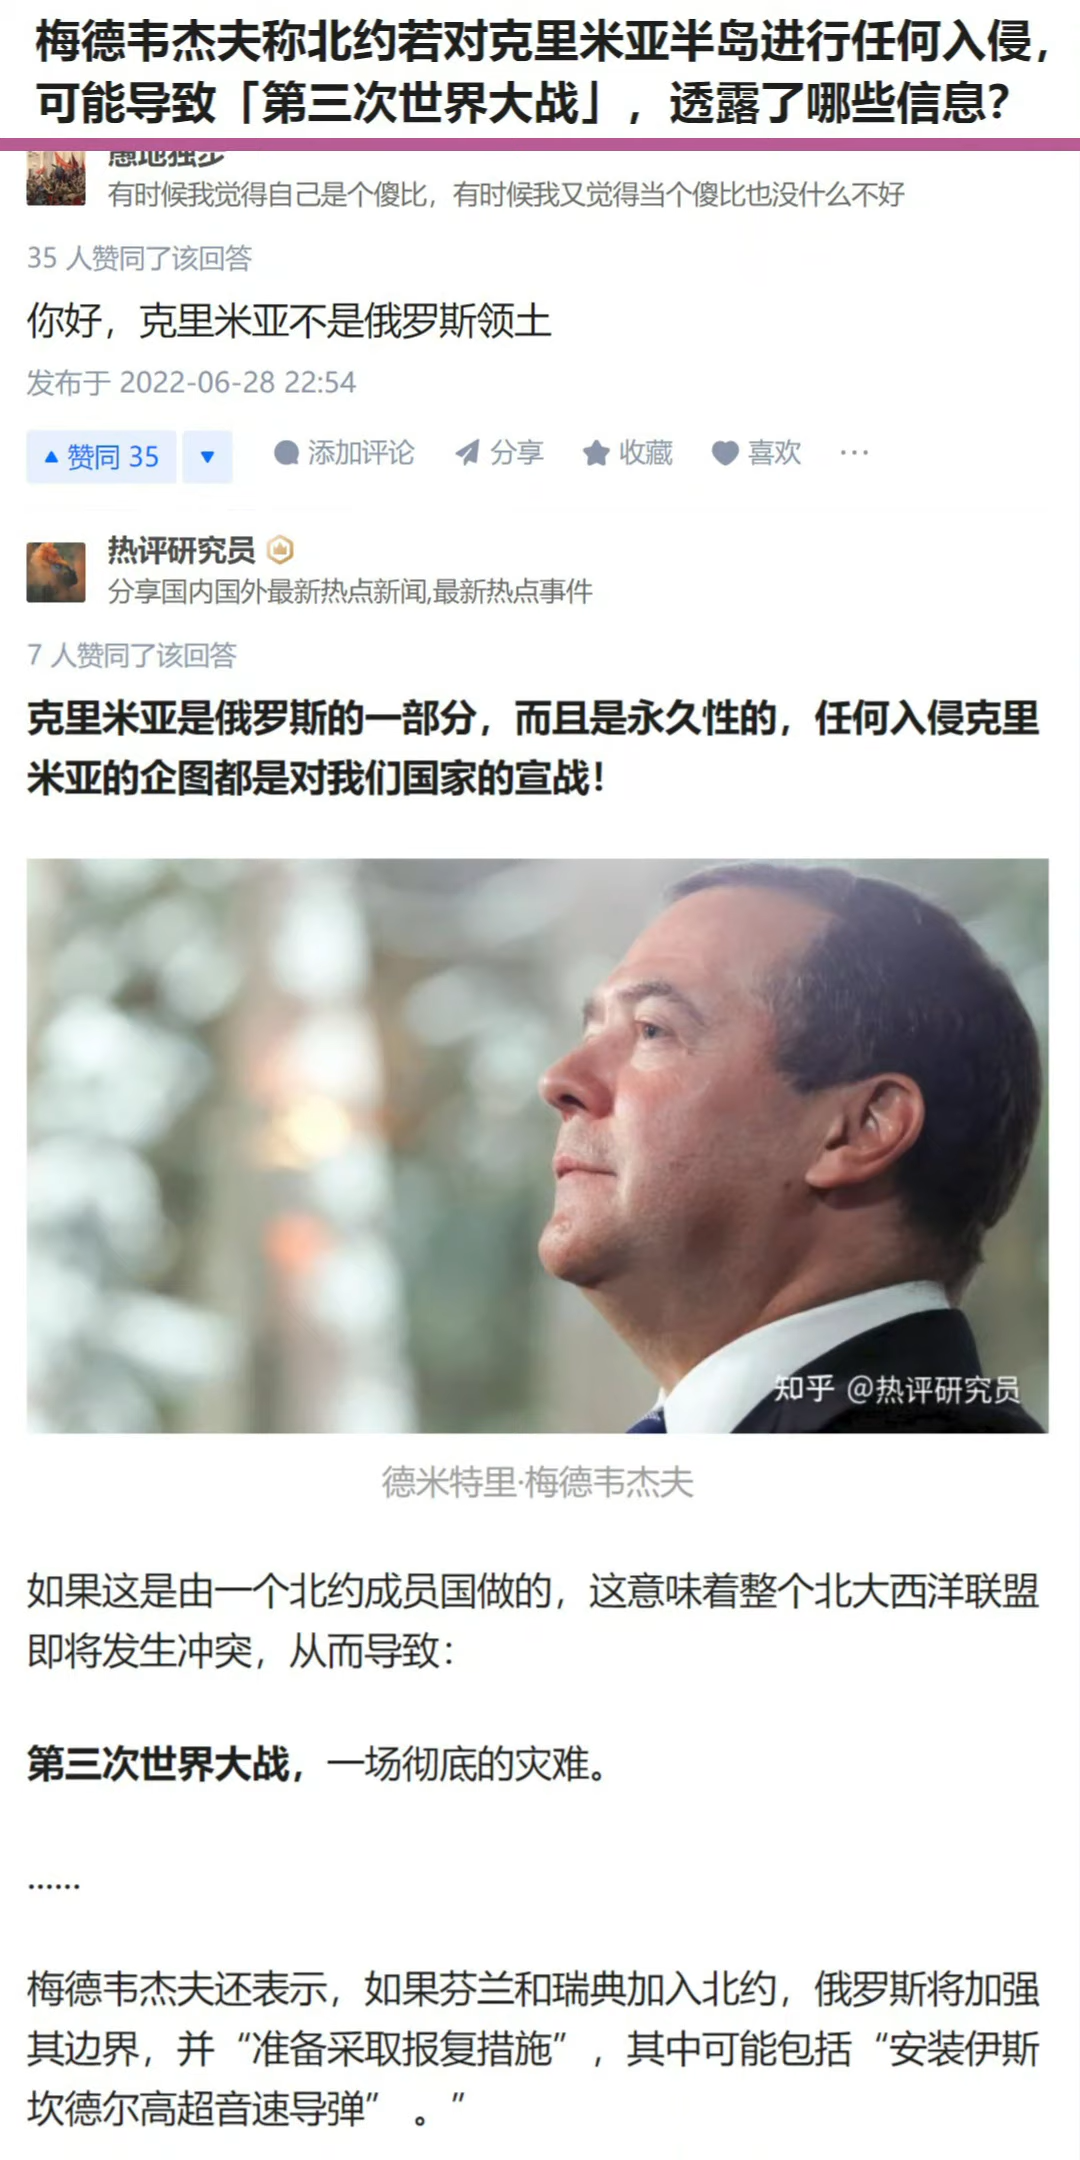 梅德韦杰夫称北约若对克里米亚半岛进行任何入侵，
可能导致「第三次世界大战」，透露了哪些信息？
愚地独步
有时候我觉得自己是个傻比，有时候我又觉得当个傻比也没什么不好
35 人赞同了该回答
你好，克里米亚不是俄罗斯领土
发布于 2022-06-28 22:54
赞同 35 添加评论 分享 收藏 喜欢 ···
热评研究员
分享国内国外最新热点新闻,最新热点事件
7 人赞同了该回答
克里米亚是俄罗斯的一部分，而且是永久性的，任何入侵克里
米亚的企图都是对我们国家的宣战！
知乎 @热评研究员
德米特里·梅德韦杰夫
如果这是由一个北约成员国做的，这意味着整个北大西洋联盟
即将发生冲突，从而导致：
第三次世界大战，一场彻底的灾难。
......
梅德韦杰夫还表示，如果芬兰和瑞典加入北约，俄罗斯将加强
其边界，并“准备采取报复措施”，其中可能包括“安装伊斯
坎德尔高超音速导弹” 。”